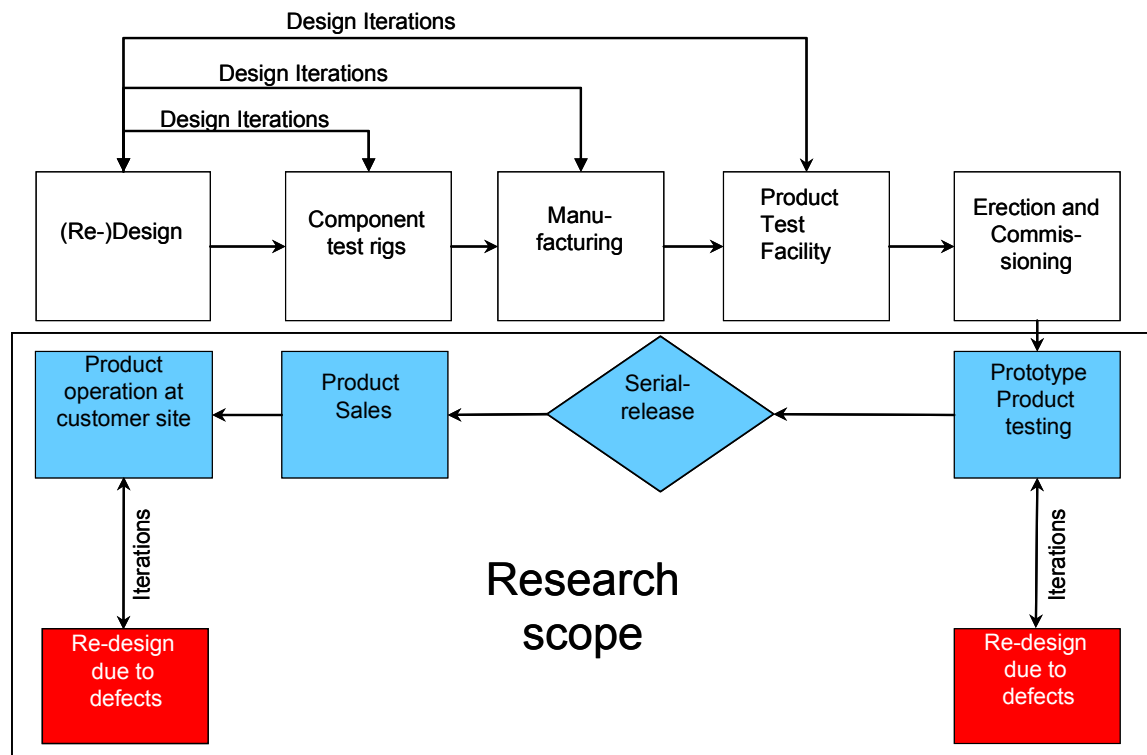 Design Iterations
Design Iterations
Design Iterations
(Re-)Design
Component
test rigs
Manu-
facturing
Product
Test
Facility
Erection and
Commis-
sioning
Product
operation at
customer site
Product
Sales
Serial-
release
Prototype
Product
testing
Iterations
Iterations
Research
scope
Re-design
due to
defects
Re-design
due to
defects